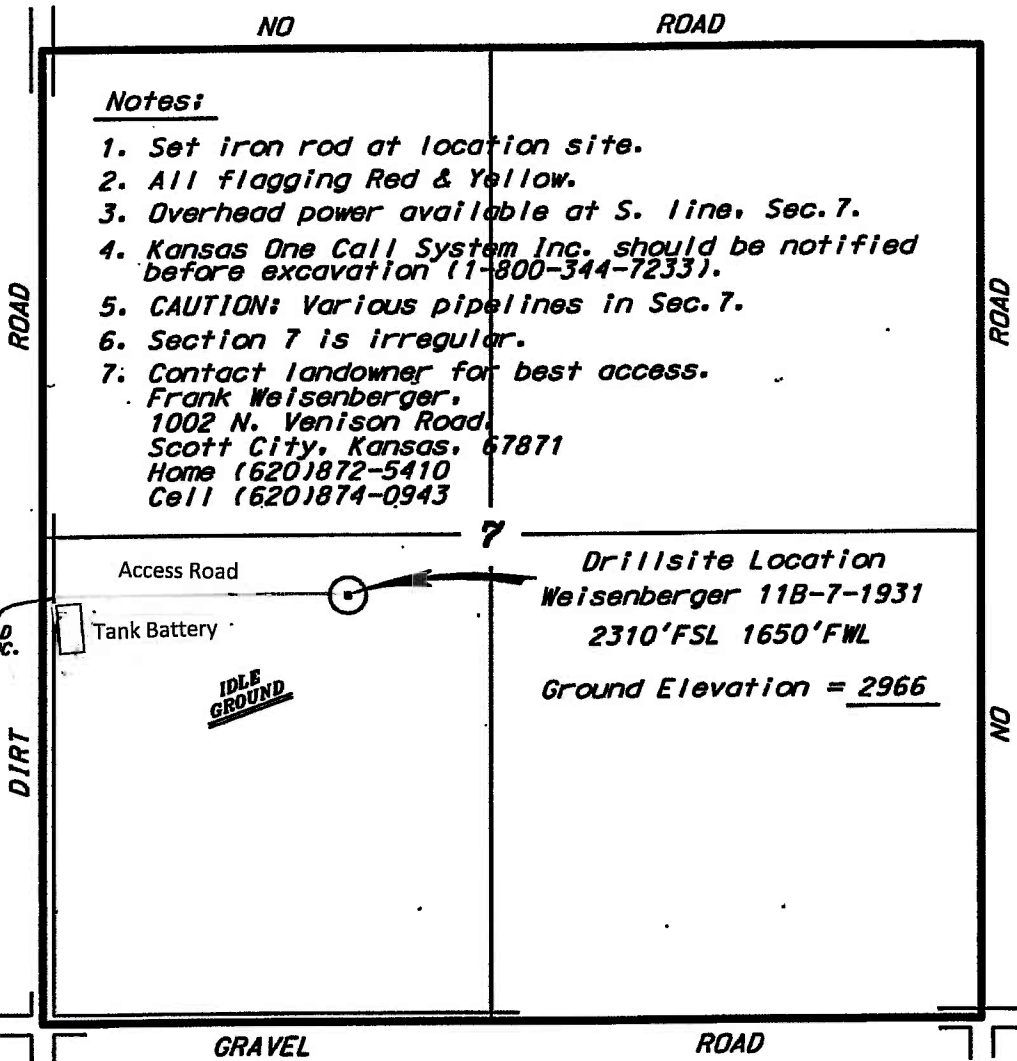 NO ROAD
Notes:
1. Set iron rod at location site.
2. All flagging Red & Yellow.
3. Overhead power available at S. line, Sec. 7.
4. Kansas One Call System Inc. should be notified
before excavation (1-800-344-7233).
5. CAUTION: Various pipelines in Sec. 7.
6. Section 7 is irregular.
7. Contact landowner for best access.
Frank Weisenberger,
1002 N. Venison Road,
Scott City, Kansas, 67871
Home (620)872-5410
Cell (620)874-0943
ROAD
ROAD
7
Access Road
Tank Battery
IDLE
GROUND
Drillsite Location
Weisenberger 11B-7-1931
2310'FSL 1650'FWL
Ground Elevation = 2966
DIRT
NO
GRAVEL ROAD